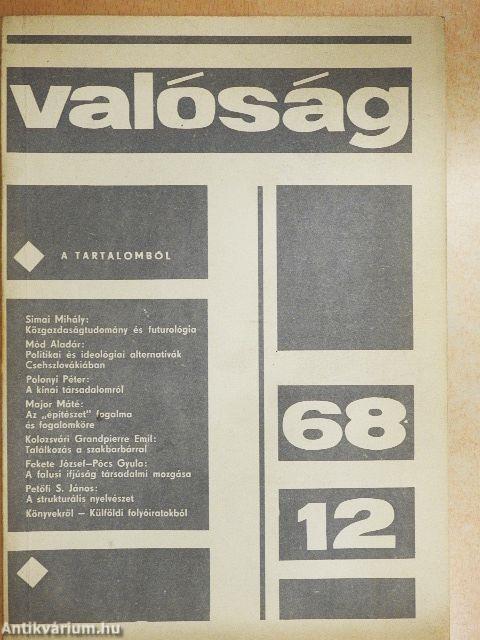 valóság
A TARTALOMBÓL
Simai Mihály:
Közgazdaságtudomány és futurológia
Mód Aladár:
Politikai és ideológiai alternatívák
Csehszlovákiában
Polonyi Péter:
A kínai társadalomról
Major Máté:
Az „építészet” fogalma
és fogalomköre
Kolozsvári Grandpierre Emil:
Találkozás a szakbarbárral
Fekete József–Pócs Gyula:
A falusi ifjúság társadalmi mozgása
Petőfi S. János:
A strukturális nyelvészet
Könyvekről – Külföldi folyóiratokból
68
12
Antikvárium.hu